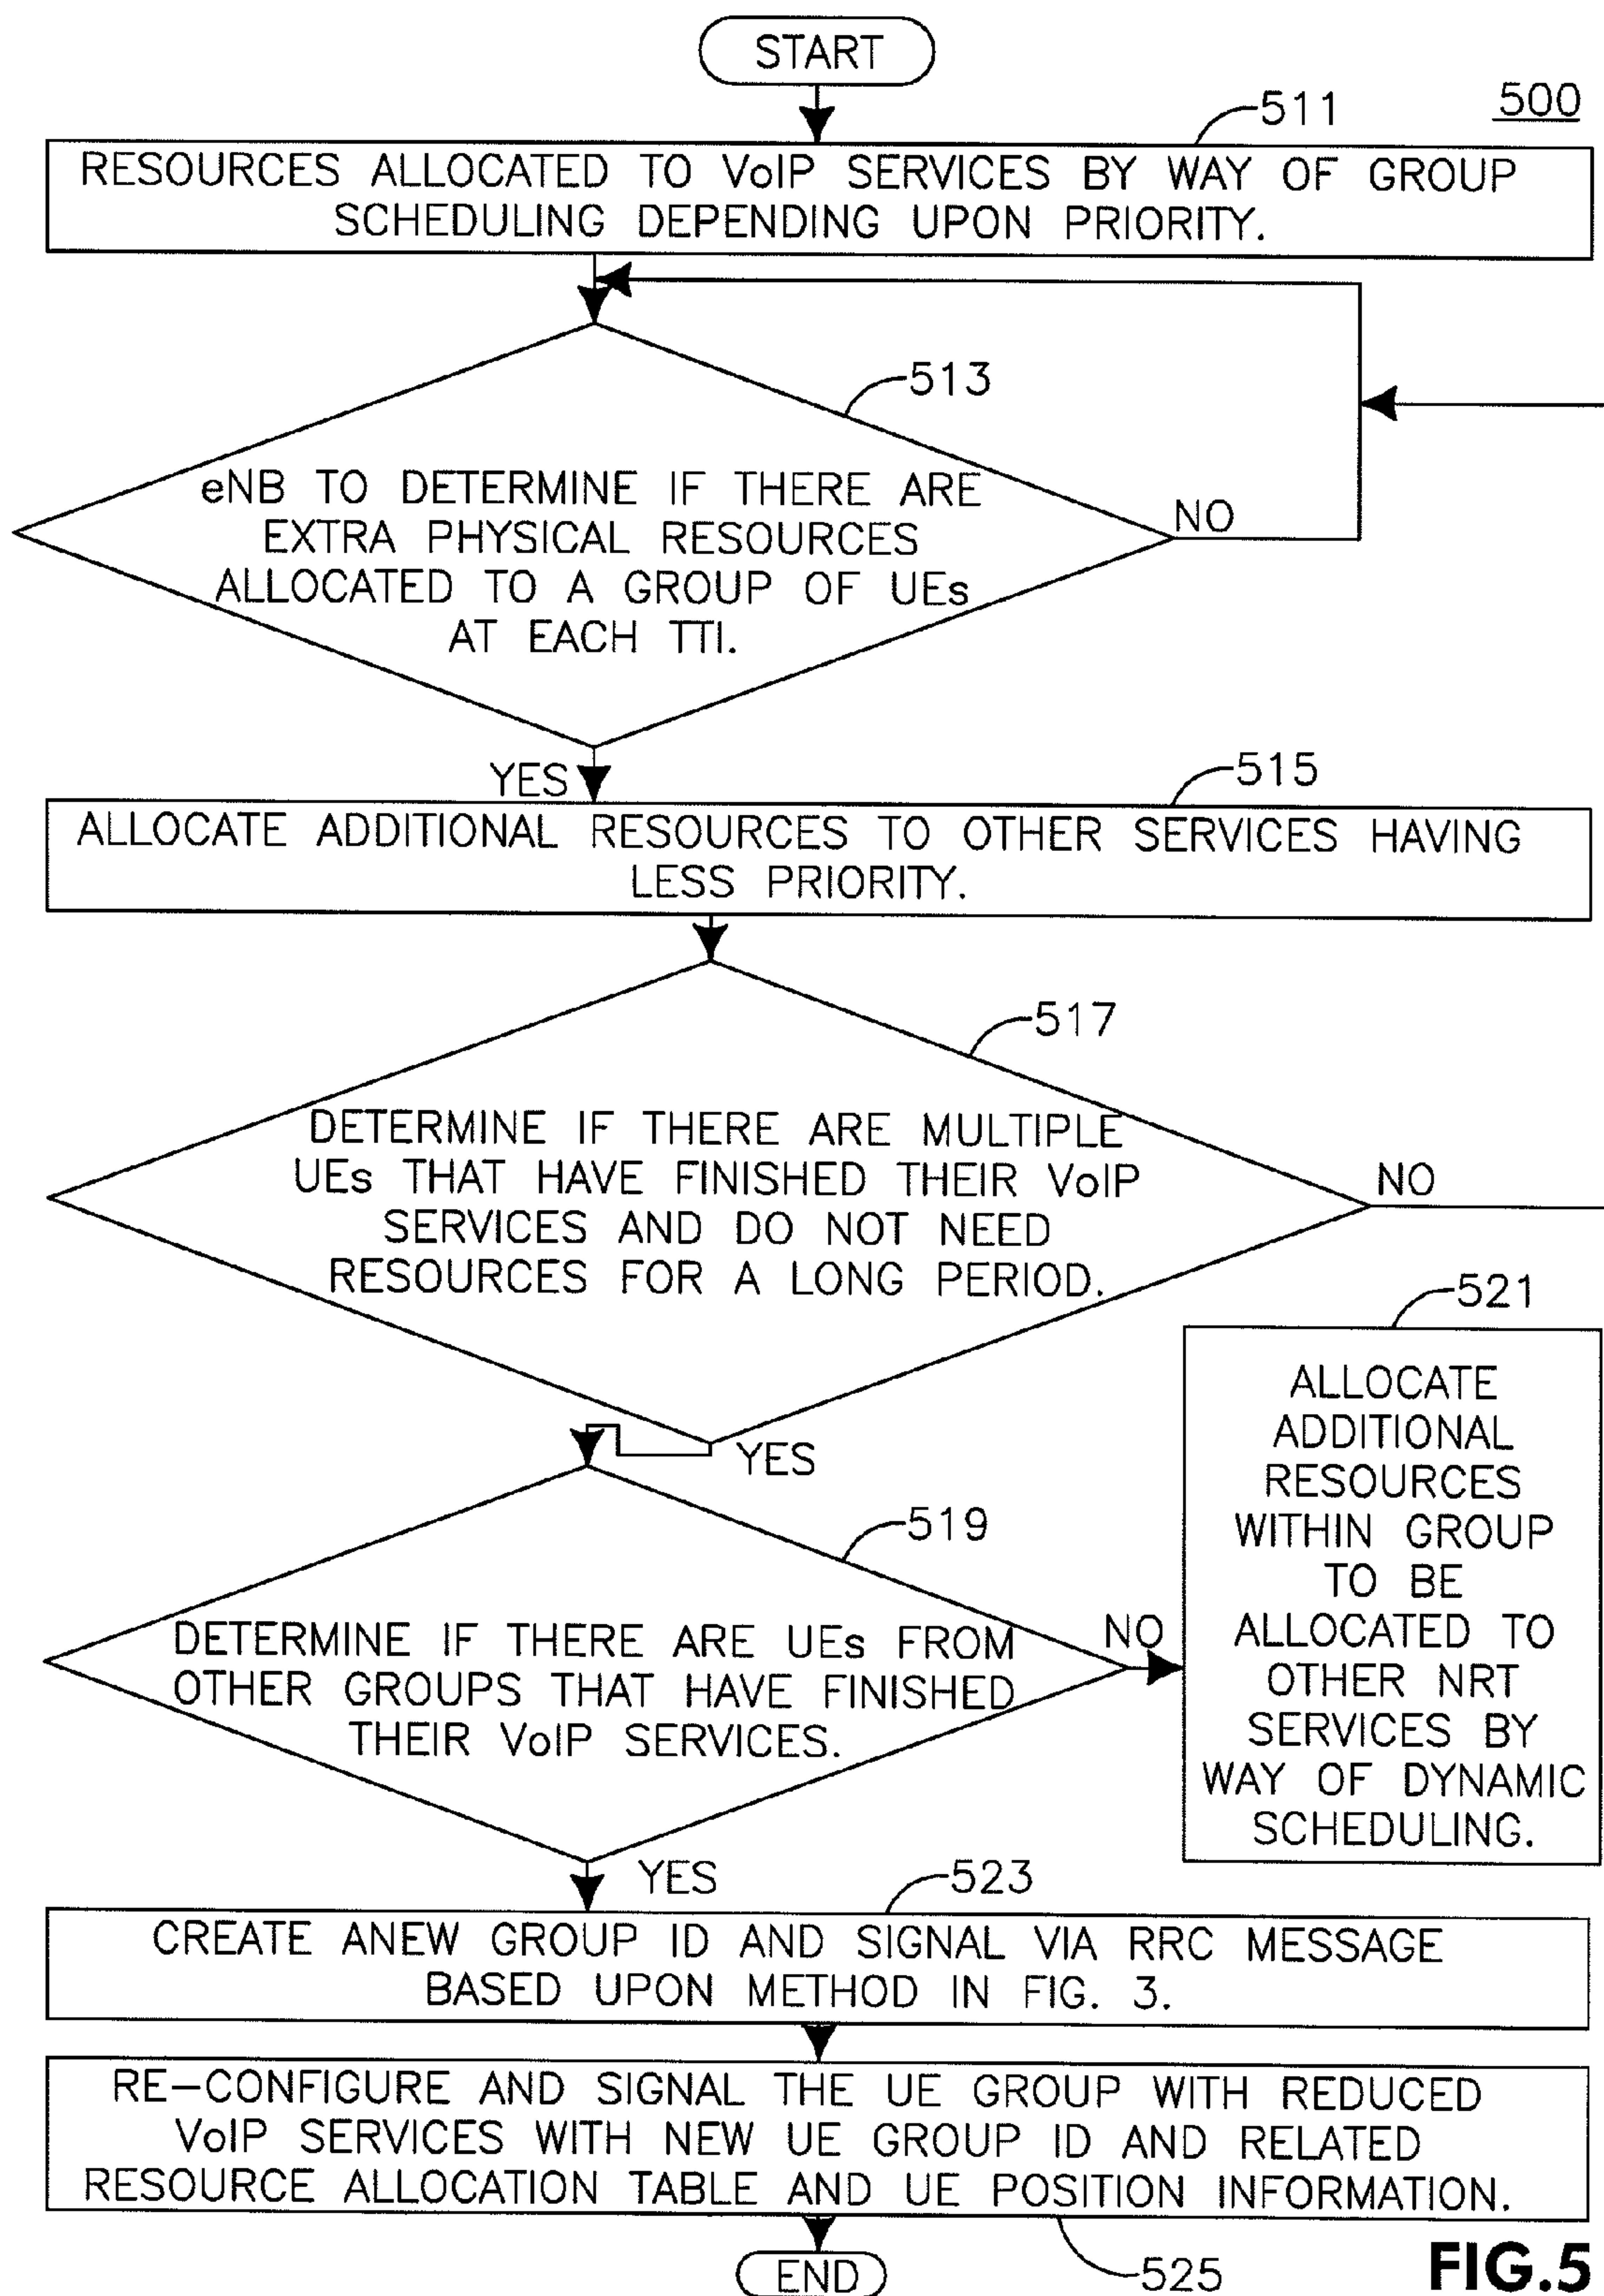 START
500
511
RESOURCES ALLOCATED TO VoIP SERVICES BY WAY OF GROUP
SCHEDULING DEPENDING UPON PRIORITY.
513
eNB TO DETERMINE IF THERE ARE
EXTRA PHYSICAL RESOURCES
ALLOCATED TO A GROUP OF UEs
AT EACH TTI.
NO
YES
515
ALLOCATE ADDITIONAL RESOURCES TO OTHER SERVICES HAVING
LESS PRIORITY.
517
DETERMINE IF THERE ARE MULTIPLE
UEs THAT HAVE FINISHED THEIR VoIP
SERVICES AND DO NOT NEED
RESOURCES FOR A LONG PERIOD.
NO
YES
519
DETERMINE IF THERE ARE UEs FROM
OTHER GROUPS THAT HAVE FINISHED
THEIR VoIP SERVICES.
NO
521
ALLOCATE
ADDITIONAL
RESOURCES
WITHIN GROUP
TO BE
ALLOCATED TO
OTHER NRT
SERVICES BY
WAY OF DYNAMIC
SCHEDULING.
YES
523
CREATE ANEW GROUP ID AND SIGNAL VIA RRC MESSAGE
BASED UPON METHOD IN FIG. 3.
RE-CONFIGURE AND SIGNAL THE UE GROUP WITH REDUCED
VoIP SERVICES WITH NEW UE GROUP ID AND RELATED
RESOURCE ALLOCATION TABLE AND UE POSITION INFORMATION.
525
END
FIG.5